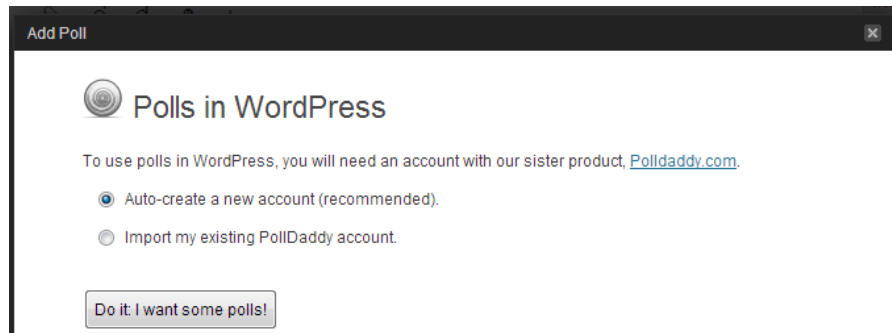 Add Poll
Polls in WordPress
To use polls in WordPress, you will need an account with our sister product, Polldaddy.com.
Auto-create a new account (recommended).
Import my existing PollDaddy account.
Do it: I want some polls!